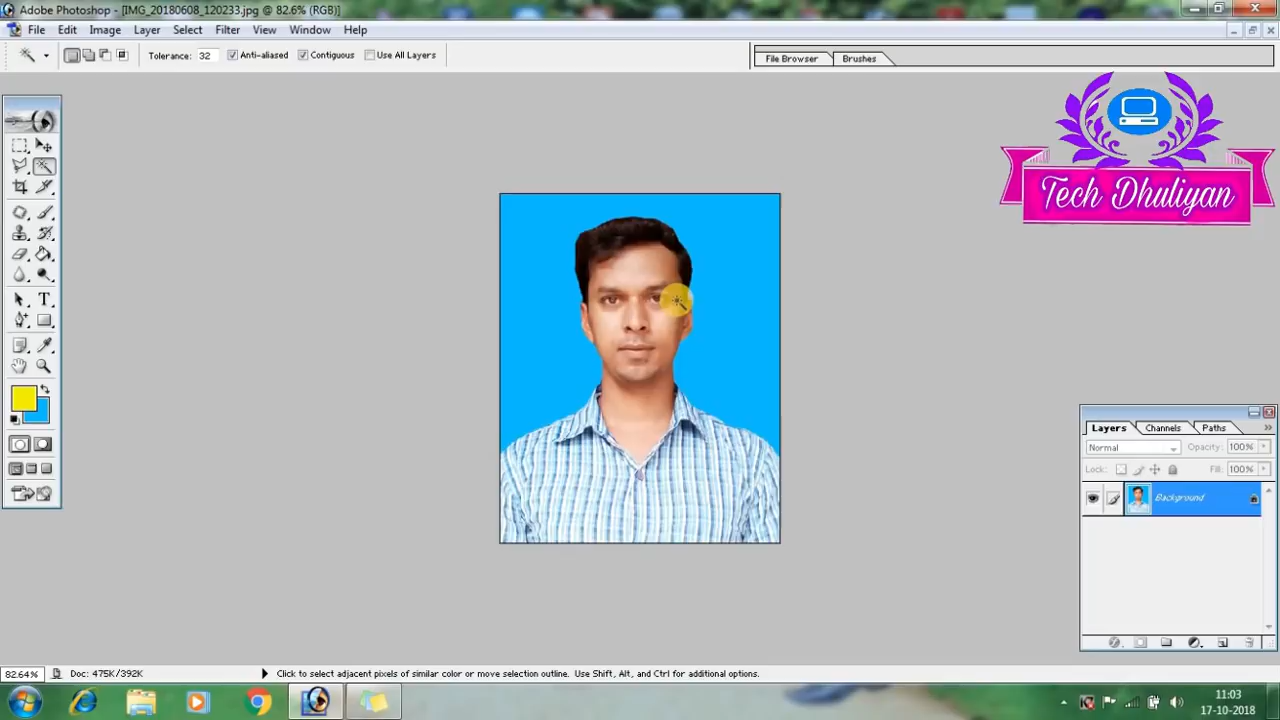 Adobe Photoshop - [IMG_20180608_120233.jpg @ 82.6% (RGB)]
File Edit Image Layer Select Filter View Window Help
Tolerance: 32 Anti-aliased Contiguous Use All Layers
File Browser Brushes
Tech Dhuliyan
T
Layers Channels Paths
Normal Opacity: 100%
Lock: Fill: 100%
Background
82.64% Doc: 475K/392K Click to select adjacent pixels of similar color or move selection outline. Use Shift, Alt, and Ctrl for additional options.
11:03
17-10-2018